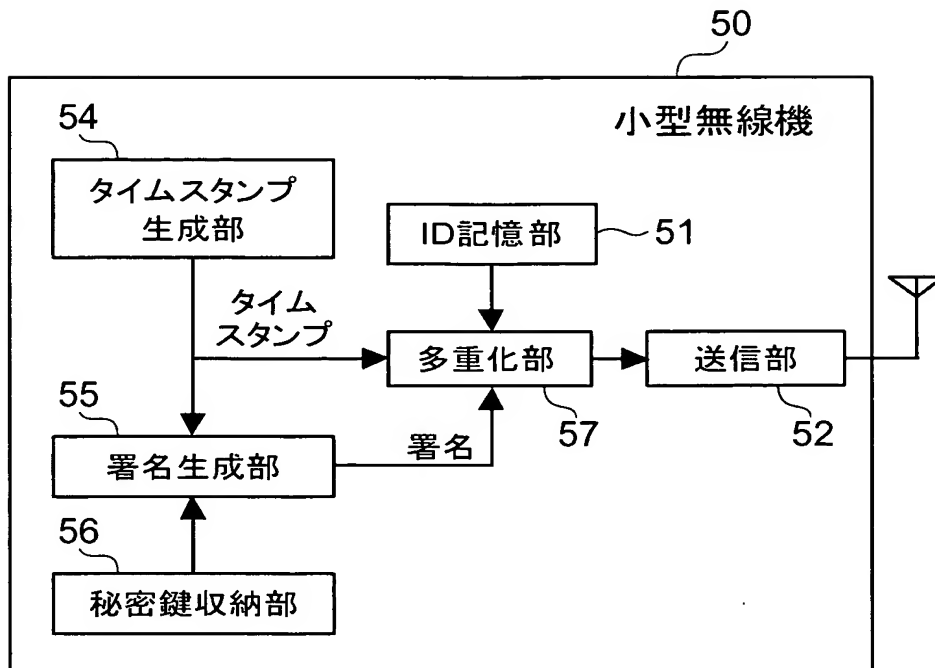 50
小型無線機
54
タイムスタンプ
生成部
ID記憶部
51
タイム
スタンプ
多重化部
送信部
55
57
52
署名
署名生成部
56
秘密鍵収納部